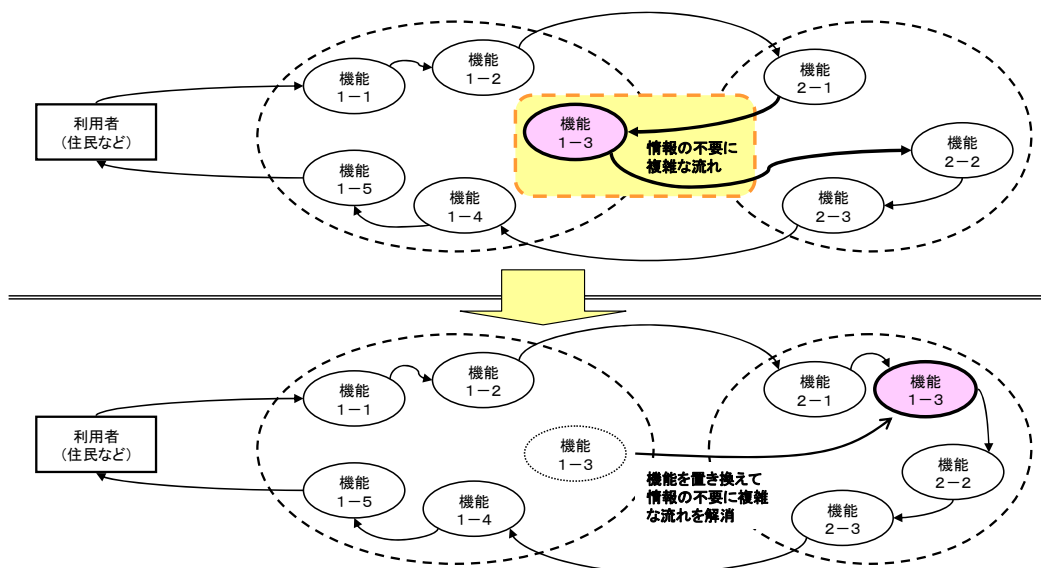 機能
1－1
機能
1－2
機能
2－1
利用者
（住民など）
機能
1－3
情報の不要に
複雑な流れ
機能
2－2
機能
1－5
機能
1－4
機能
2－3
機能
1－1
機能
1－2
機能
2－1
機能
1－3
利用者
（住民など）
機能
1－3
機能を置き換えて
情報の不要に複雑
な流れを解消
機能
2－2
機能
1－5
機能
1－4
機能
2－3